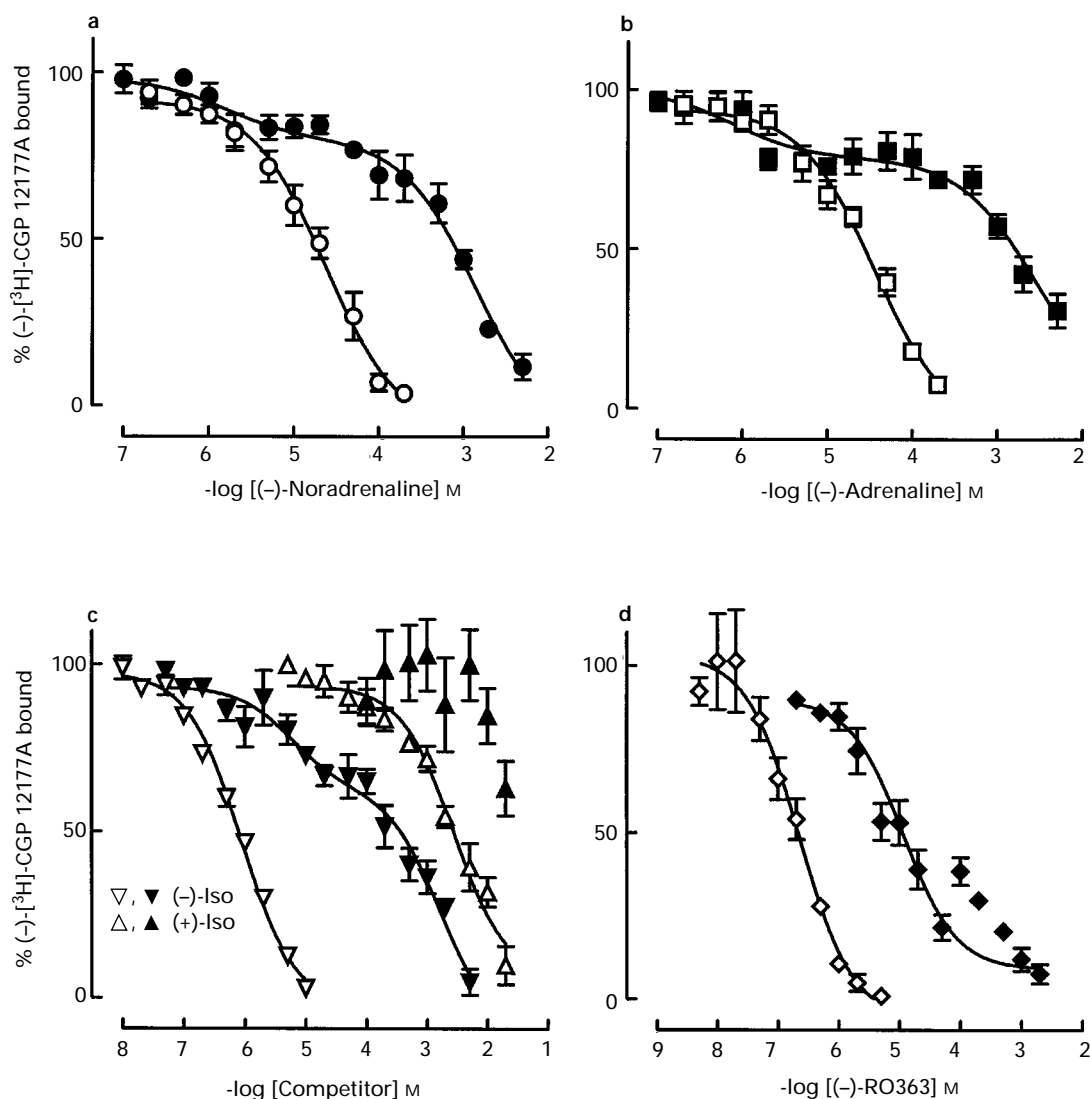 a
100
50
0
% (–)-[³H]-CGP 12177A bound
7 6 5 4 3 2
-log [(–)-Noradrenaline] M
b
100
50
0
7 6 5 4 3 2
-log [(–)-Adrenaline] M
c
100
50
0
% (–)-[³H]-CGP 12177A bound
▽, ▼ (–)-Iso
△, ▲ (+)-Iso
8 7 6 5 4 3 2 1
-log [Competitor] M
d
100
50
0
9 8 7 6 5 4 3 2
-log [(–)-RO363] M